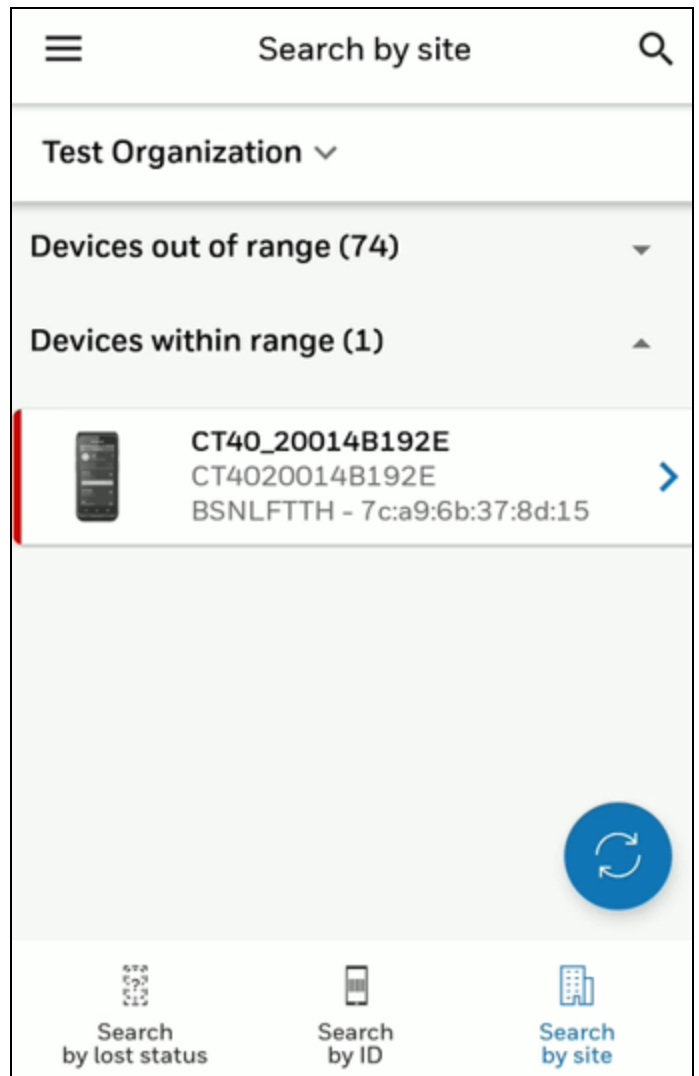 Search by site
Test Organization
Devices out of range (74)
Devices within range (1)
CT40_20014B192E
CT4020014B192E
BSNLFTTH - 7c:a9:6b:37:8d:15
Search
by lost status
Search
by ID
Search
by site